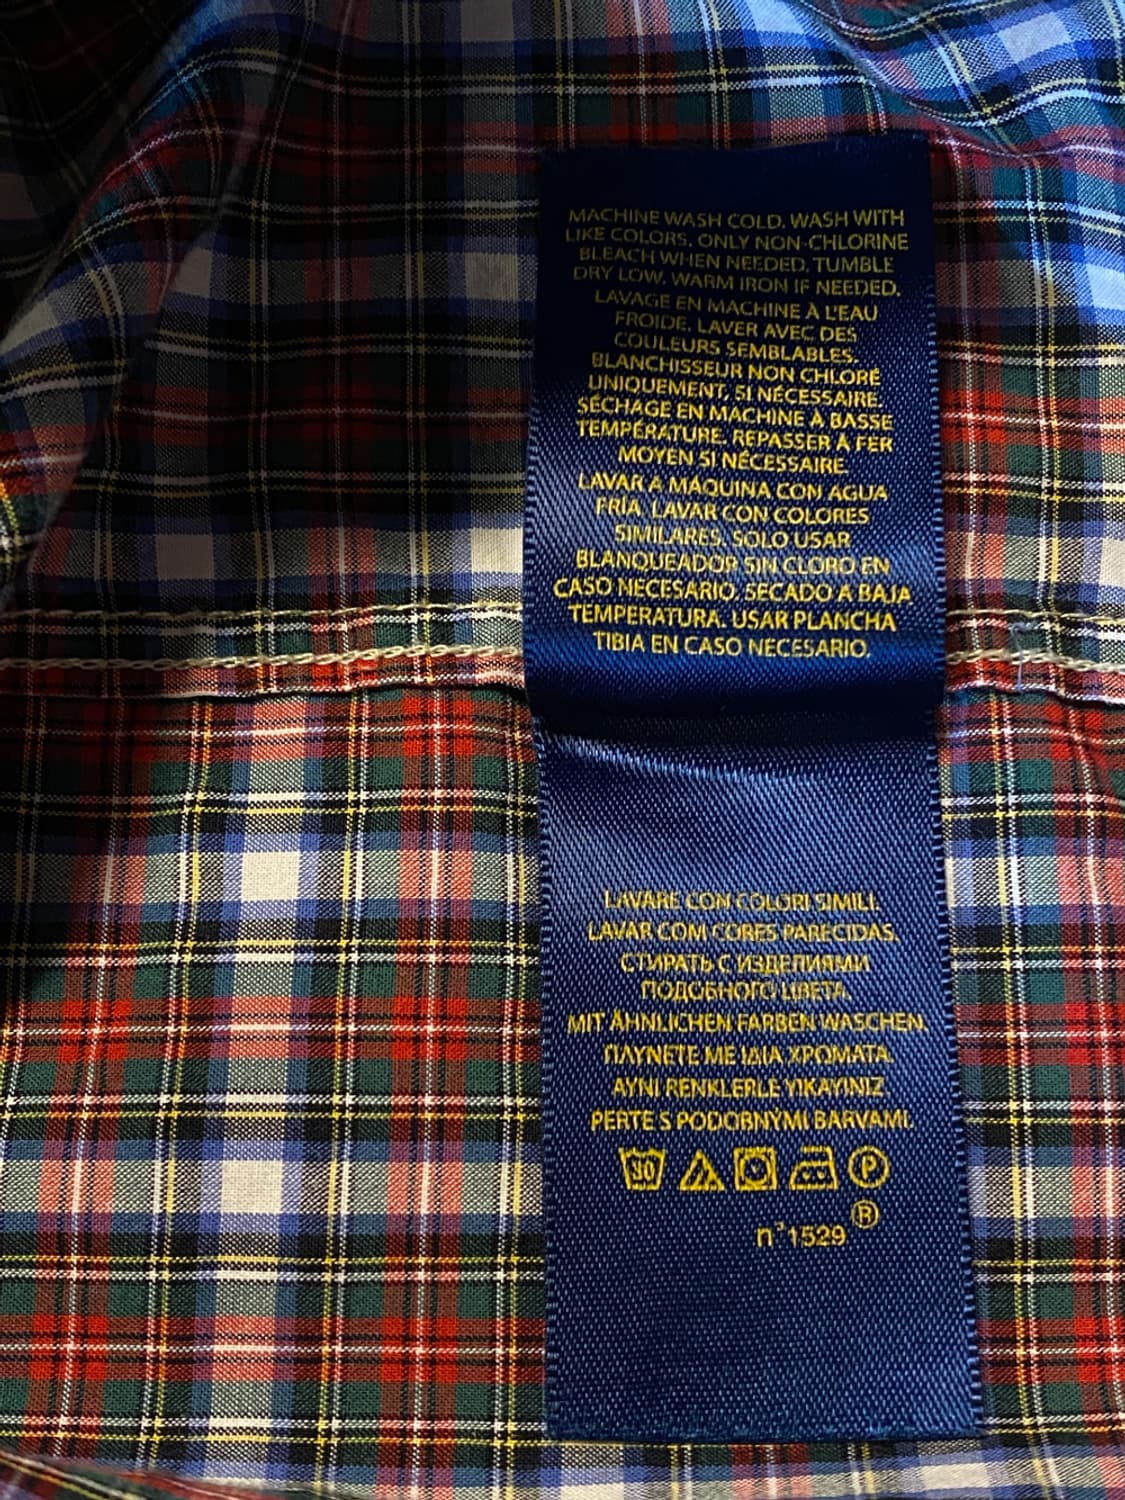 MACHINE WASH COLD. WASH WITH
LIKE COLORS. ONLY NON-CHLORINE
BLEACH WHEN NEEDED. TUMBLE
DRY LOW. WARM IRON IF NEEDED.
LAVAGE EN MACHINE À L'EAU
FROIDE. LAVER AVEC DES
COULEURS SEMBLABLES.
BLANCHISSEUR NON CHLORÉ
UNIQUEMENT, SI NÉCESSAIRE.
SÉCHAGE EN MACHINE À BASSE
TEMPÉRATURE. REPASSER À FER
MOYEN SI NÉCESSAIRE.
LAVAR A MÁQUINA CON AGUA
FRÍA. LAVAR CON COLORES
SIMILARES. SOLO USAR
BLANQUEADOR SIN CLORO EN
CASO NECESARIO. SECADO A BAJA
TEMPERATURA. USAR PLANCHA
TIBIA EN CASO NECESARIO.
LAVARE CON COLORI SIMILI.
LAVAR COM CORES PARECIDAS.
СТИРАТЬ С ИЗДЕЛИЯМИ
ПОДОБНОГО ЦВЕТА.
MIT ÄHNLICHEN FARBEN WASCHEN.
ΠΛΥΝΕΤΕ ΜΕ ΙΔΙΑ ΧΡΩΜΑΤΑ.
AYNI RENKLERLE YIKAYINIZ
PERTE S PODOBNÝMI BARVAMI.
30 P
n°1529 ®